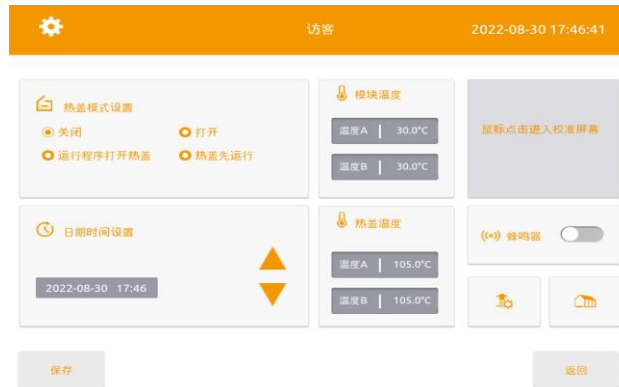 访客
2022-08-30 17:46:41
热盖模式设置
关闭
打开
运行程序打开热盖
热盖先运行
模块温度
温度A 30.0℃
温度B 30.0℃
鼠标点击进入校准屏幕
日期时间设置
2022-08-30 17:46
热盖温度
温度A 105.0℃
温度B 105.0℃
蜂鸣器
保存
返回